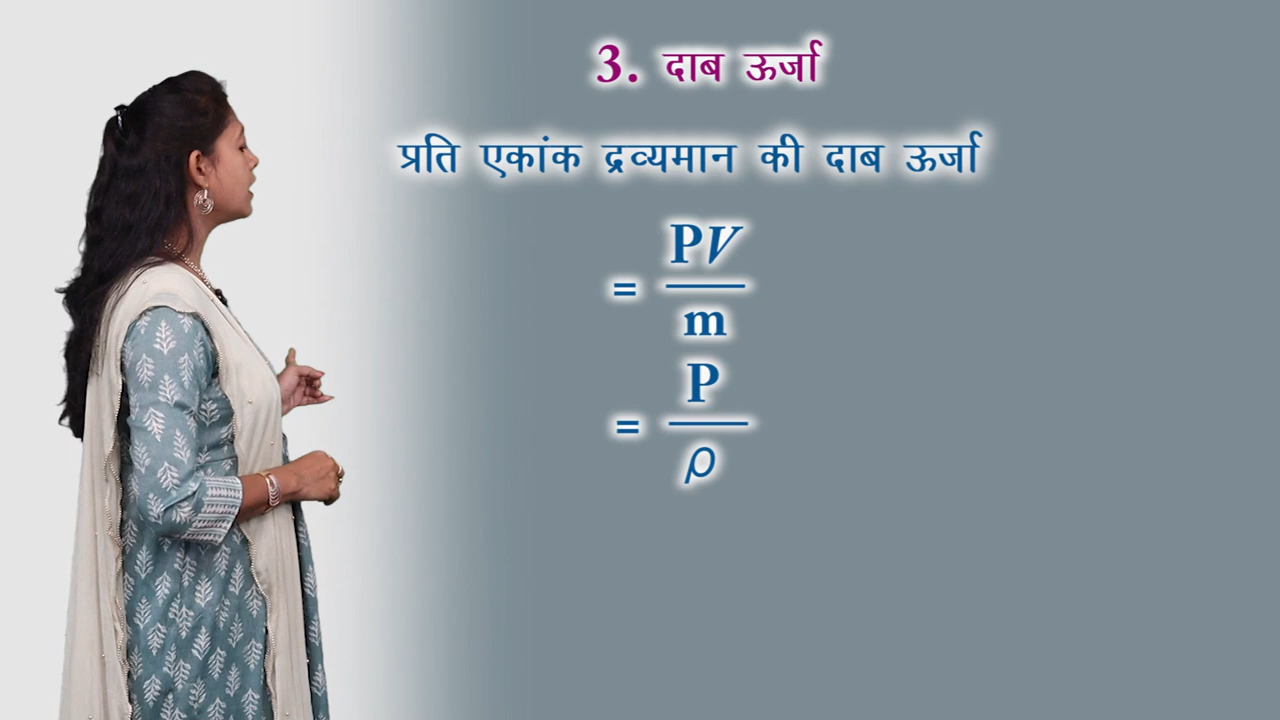 3. दाब ऊर्जा
प्रति एकांक द्रव्यमान की दाब ऊर्जा
= PV/m
= P/ρ